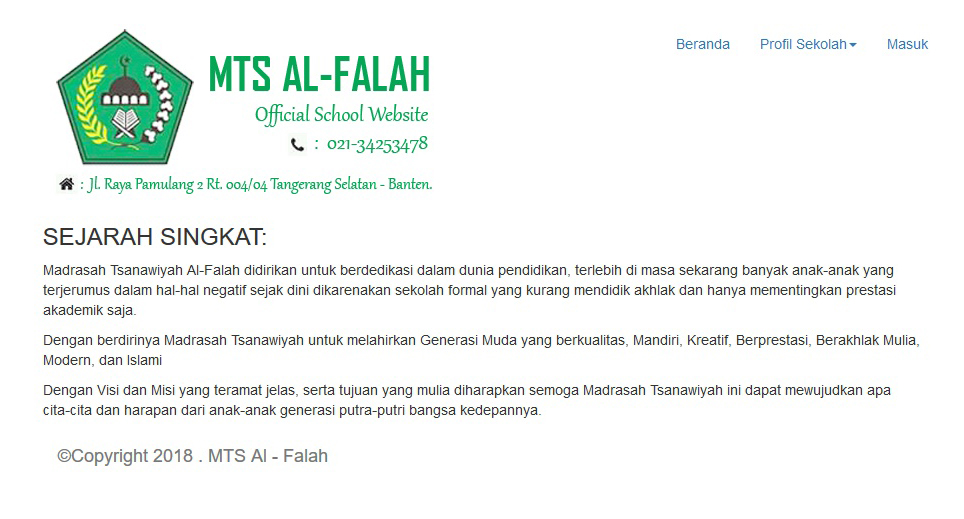 Beranda Profil Sekolah Masuk
MTS AL-FALAH
Official School Website
: 021-34253478
: Jl. Raya Pamulang 2 Rt. 004/04 Tangerang Selatan - Banten.
SEJARAH SINGKAT:
Madrasah Tsanawiyah Al-Falah didirikan untuk berdedikasi dalam dunia pendidikan, terlebih di masa sekarang banyak anak-anak yang
terjerumus dalam hal-hal negatif sejak dini dikarenakan sekolah formal yang kurang mendidik akhlak dan hanya mementingkan prestasi
akademik saja.
Dengan berdirinya Madrasah Tsanawiyah untuk melahirkan Generasi Muda yang berkualitas, Mandiri, Kreatif, Berprestasi, Berakhlak Mulia,
Modern, dan Islami
Dengan Visi dan Misi yang teramat jelas, serta tujuan yang mulia diharapkan semoga Madrasah Tsanawiyah ini dapat mewujudkan apa
cita-cita dan harapan dari anak-anak generasi putra-putri bangsa kedepannya.
©Copyright 2018 . MTS Al - Falah